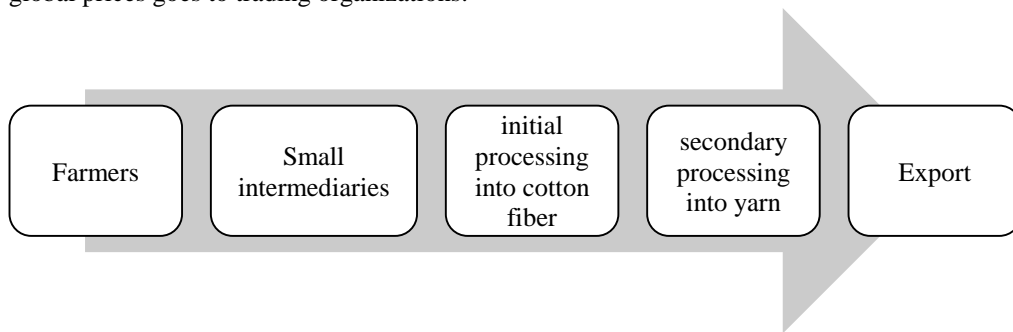 global prices goes to trading organizations.
Farmers
Small
intermediaries
initial
processing
into cotton
fiber
secondary
processing
into yarn
Export